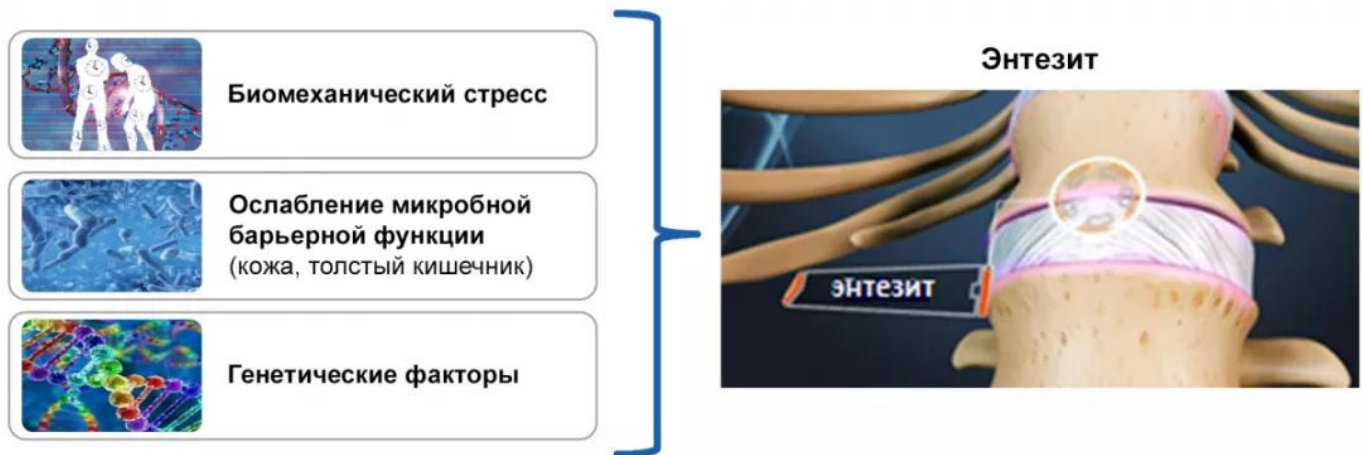 Биомеханический стресс
Ослабление микробной
барьерной функции
(кожа, толстый кишечник)
Генетические факторы
Энтезит
энтезит